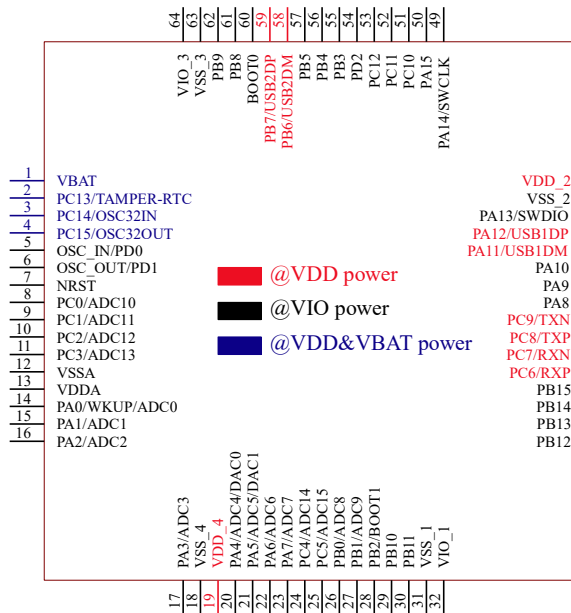 64
63
62
61
60
59
58
57
56
55
54
53
52
51
50
49
VIO_3
VSS_3
PB9
PB8
BOOT0
PB7/USB2DP
PB6/USB2DM
PB5
PB4
PB3
PD2
PC12
PC11
PC10
PA15
PA14/SWCLK
1 VBAT
2 PC13/TAMPER-RTC
3 PC14/OSC32IN
4 PC15/OSC32OUT
5 OSC_IN/PD0
6 OSC_OUT/PD1
7 NRST
8 PC0/ADC10
9 PC1/ADC11
10 PC2/ADC12
11 PC3/ADC13
12 VSSA
13 VDDA
14 PA0/WKUP/ADC0
15 PA1/ADC1
16 PA2/ADC2
@VDD power
@VIO power
@VDD&VBAT power
VDD_2
VSS_2
PA13/SWDIO
PA12/USB1DP
PA11/USB1DM
PA10
PA9
PA8
PC9/TXN
PC8/TXP
PC7/RXN
PC6/RXP
PB15
PB14
PB13
PB12
PA3/ADC3
VSS_4
VDD_4
PA4/ADC4/DAC0
PA5/ADC5/DAC1
PA6/ADC6
PA7/ADC7
PC4/ADC14
PC5/ADC15
PB0/ADC8
PB1/ADC9
PB2/BOOT1
PB10
PB11
VSS_1
VIO_1
17
18
19
20
21
22
23
24
25
26
27
28
29
30
31
32